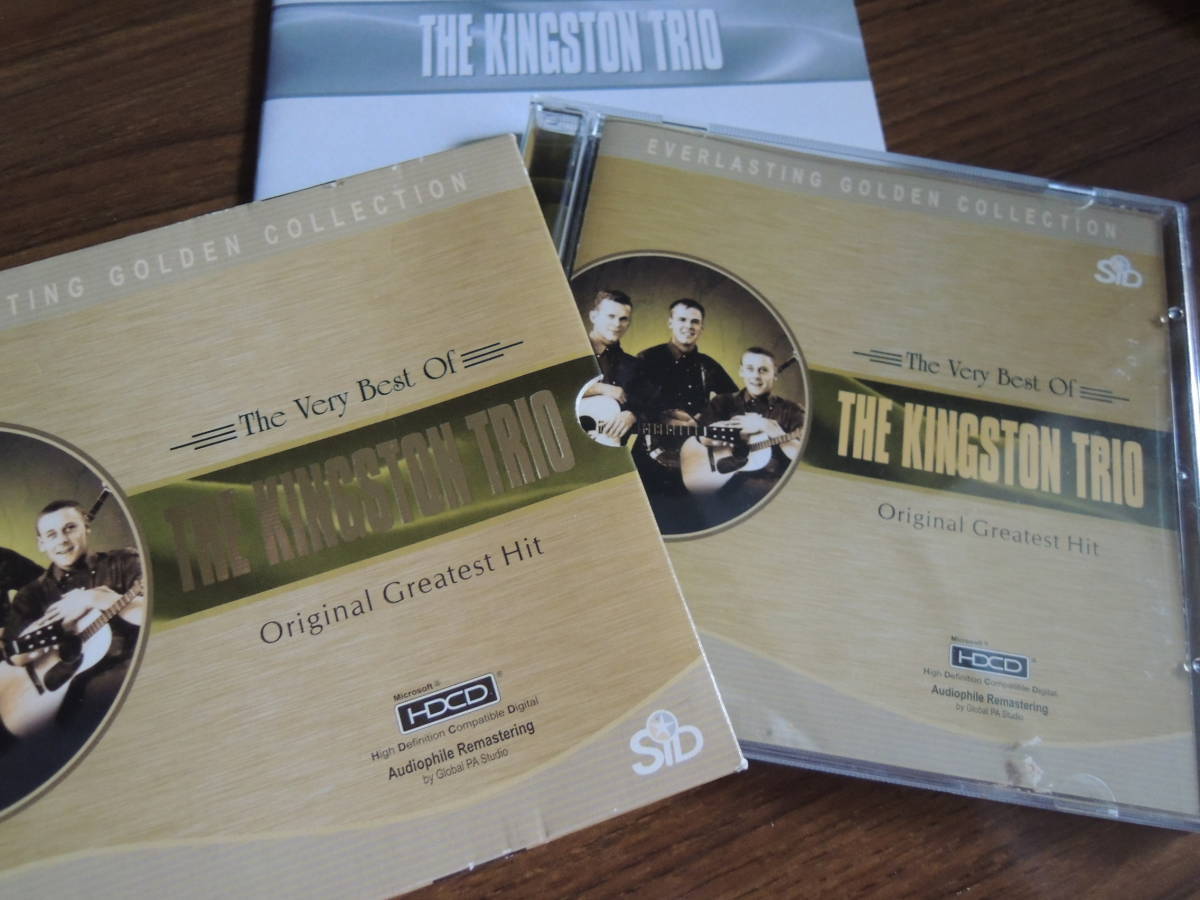 THE KINGSTON TRIO
TING GOLDEN COLLECTION
The Very Best Of
THE KINGSTON TRIO
Original Greatest Hit
Microsoft®
HDCD®
High Definition Compatible Digital
Audiophile Remastering
by Global PA Studio
STD
EVERLASTING GOLDEN COLLECTION
STD
The Very Best Of
THE KINGSTON TRIO
Original Greatest Hit
Microsoft®
HDCD®
High Definition Compatible Digital
Audiophile Remastering
by Global PA Studio